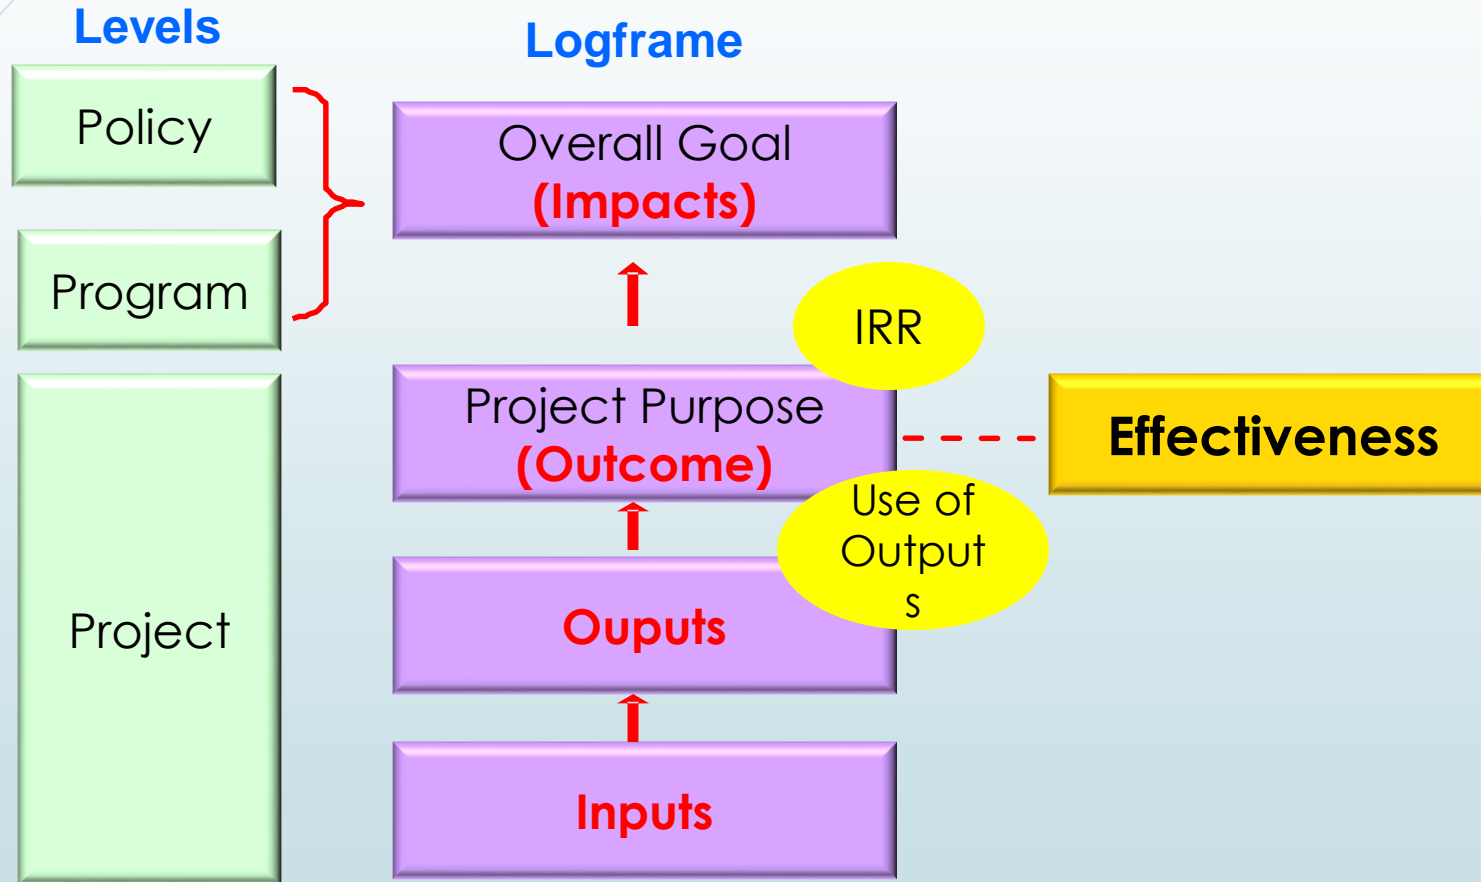 Levels
Logframe
Policy
Overall Goal
(Impacts)
Program
IRR
Project Purpose
(Outcome)
Effectiveness
Use of
Output
s
Project
Ouputs
Inputs